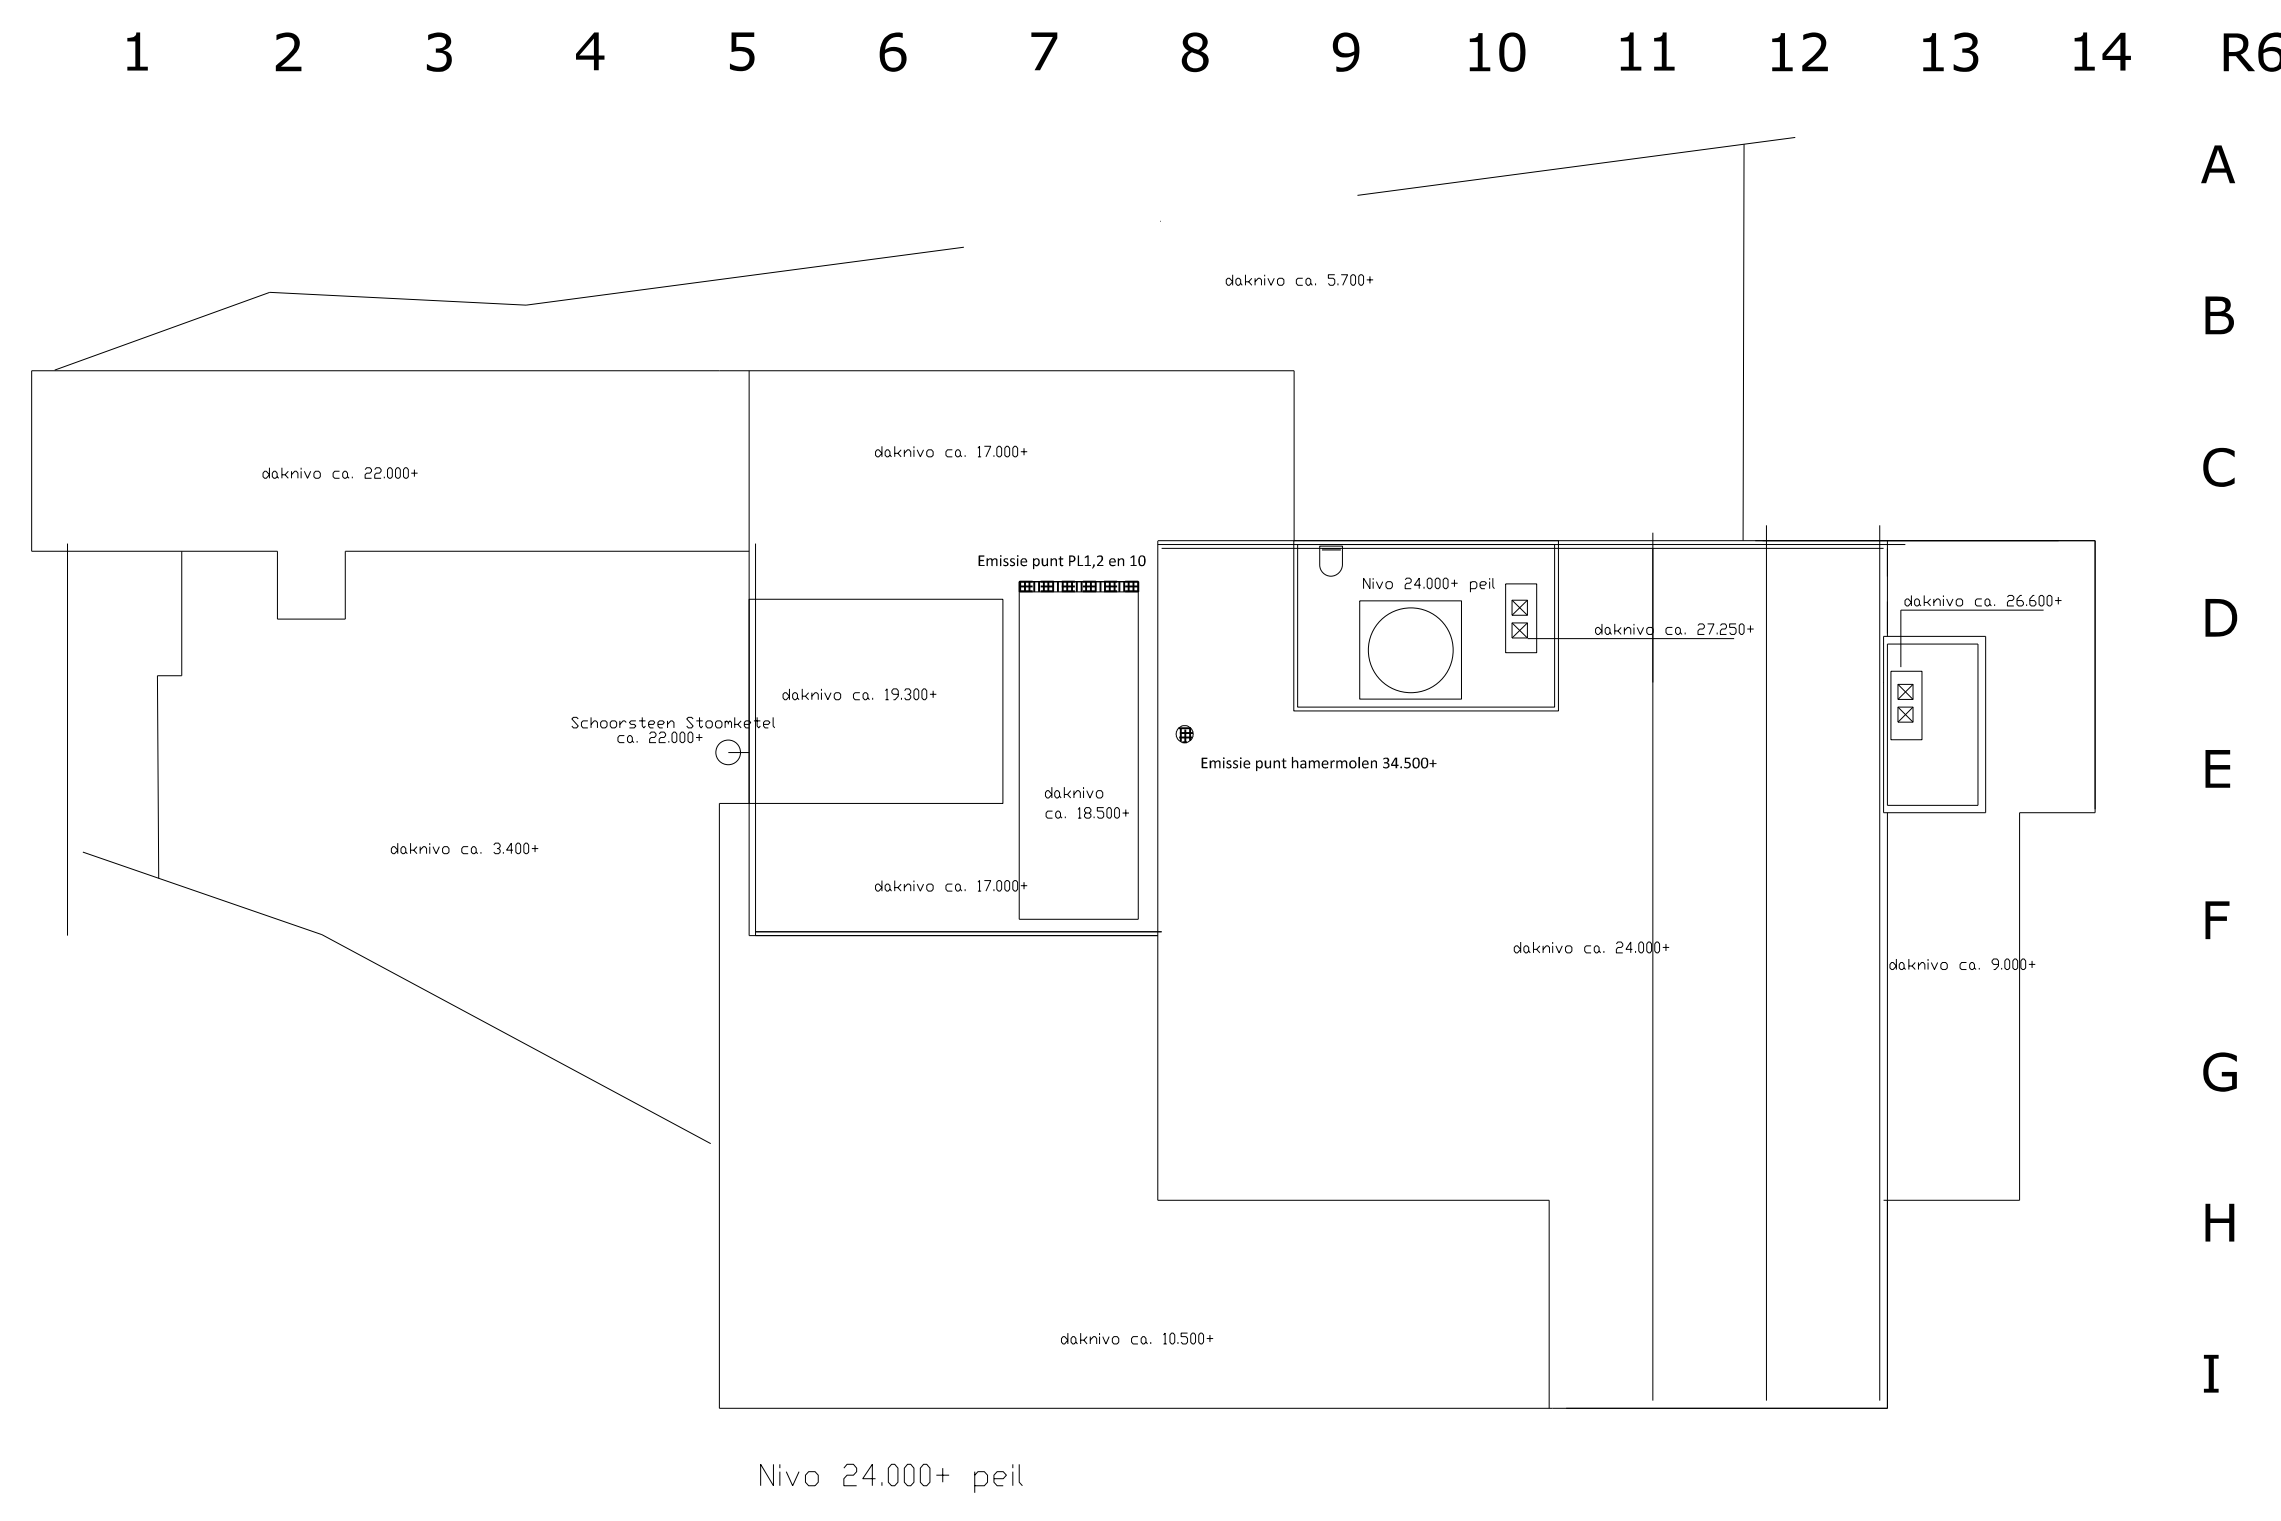 1 2 3 4 5 6 7 8 9 10 11 12 13 14 R6
A
daknivo ca. 5.700+
B
daknivo ca. 17.000+
daknivo ca. 22.000+
C
Emissie punt PL1,2 en 10
Nivo 24.000+ peil
daknivo ca. 26.600+
D
daknivo ca. 27.250+
daknivo ca. 19.300+
Schoorsteen Stoomketel
ca. 22.000+
Emissie punt hamermolen 34.500+
E
daknivo
ca. 18.500+
daknivo ca. 3.400+
daknivo ca. 17.000+
F
daknivo ca. 24.000+
daknivo ca. 9.000+
G
H
daknivo ca. 10.500+
I
Nivo 24.000+ peil